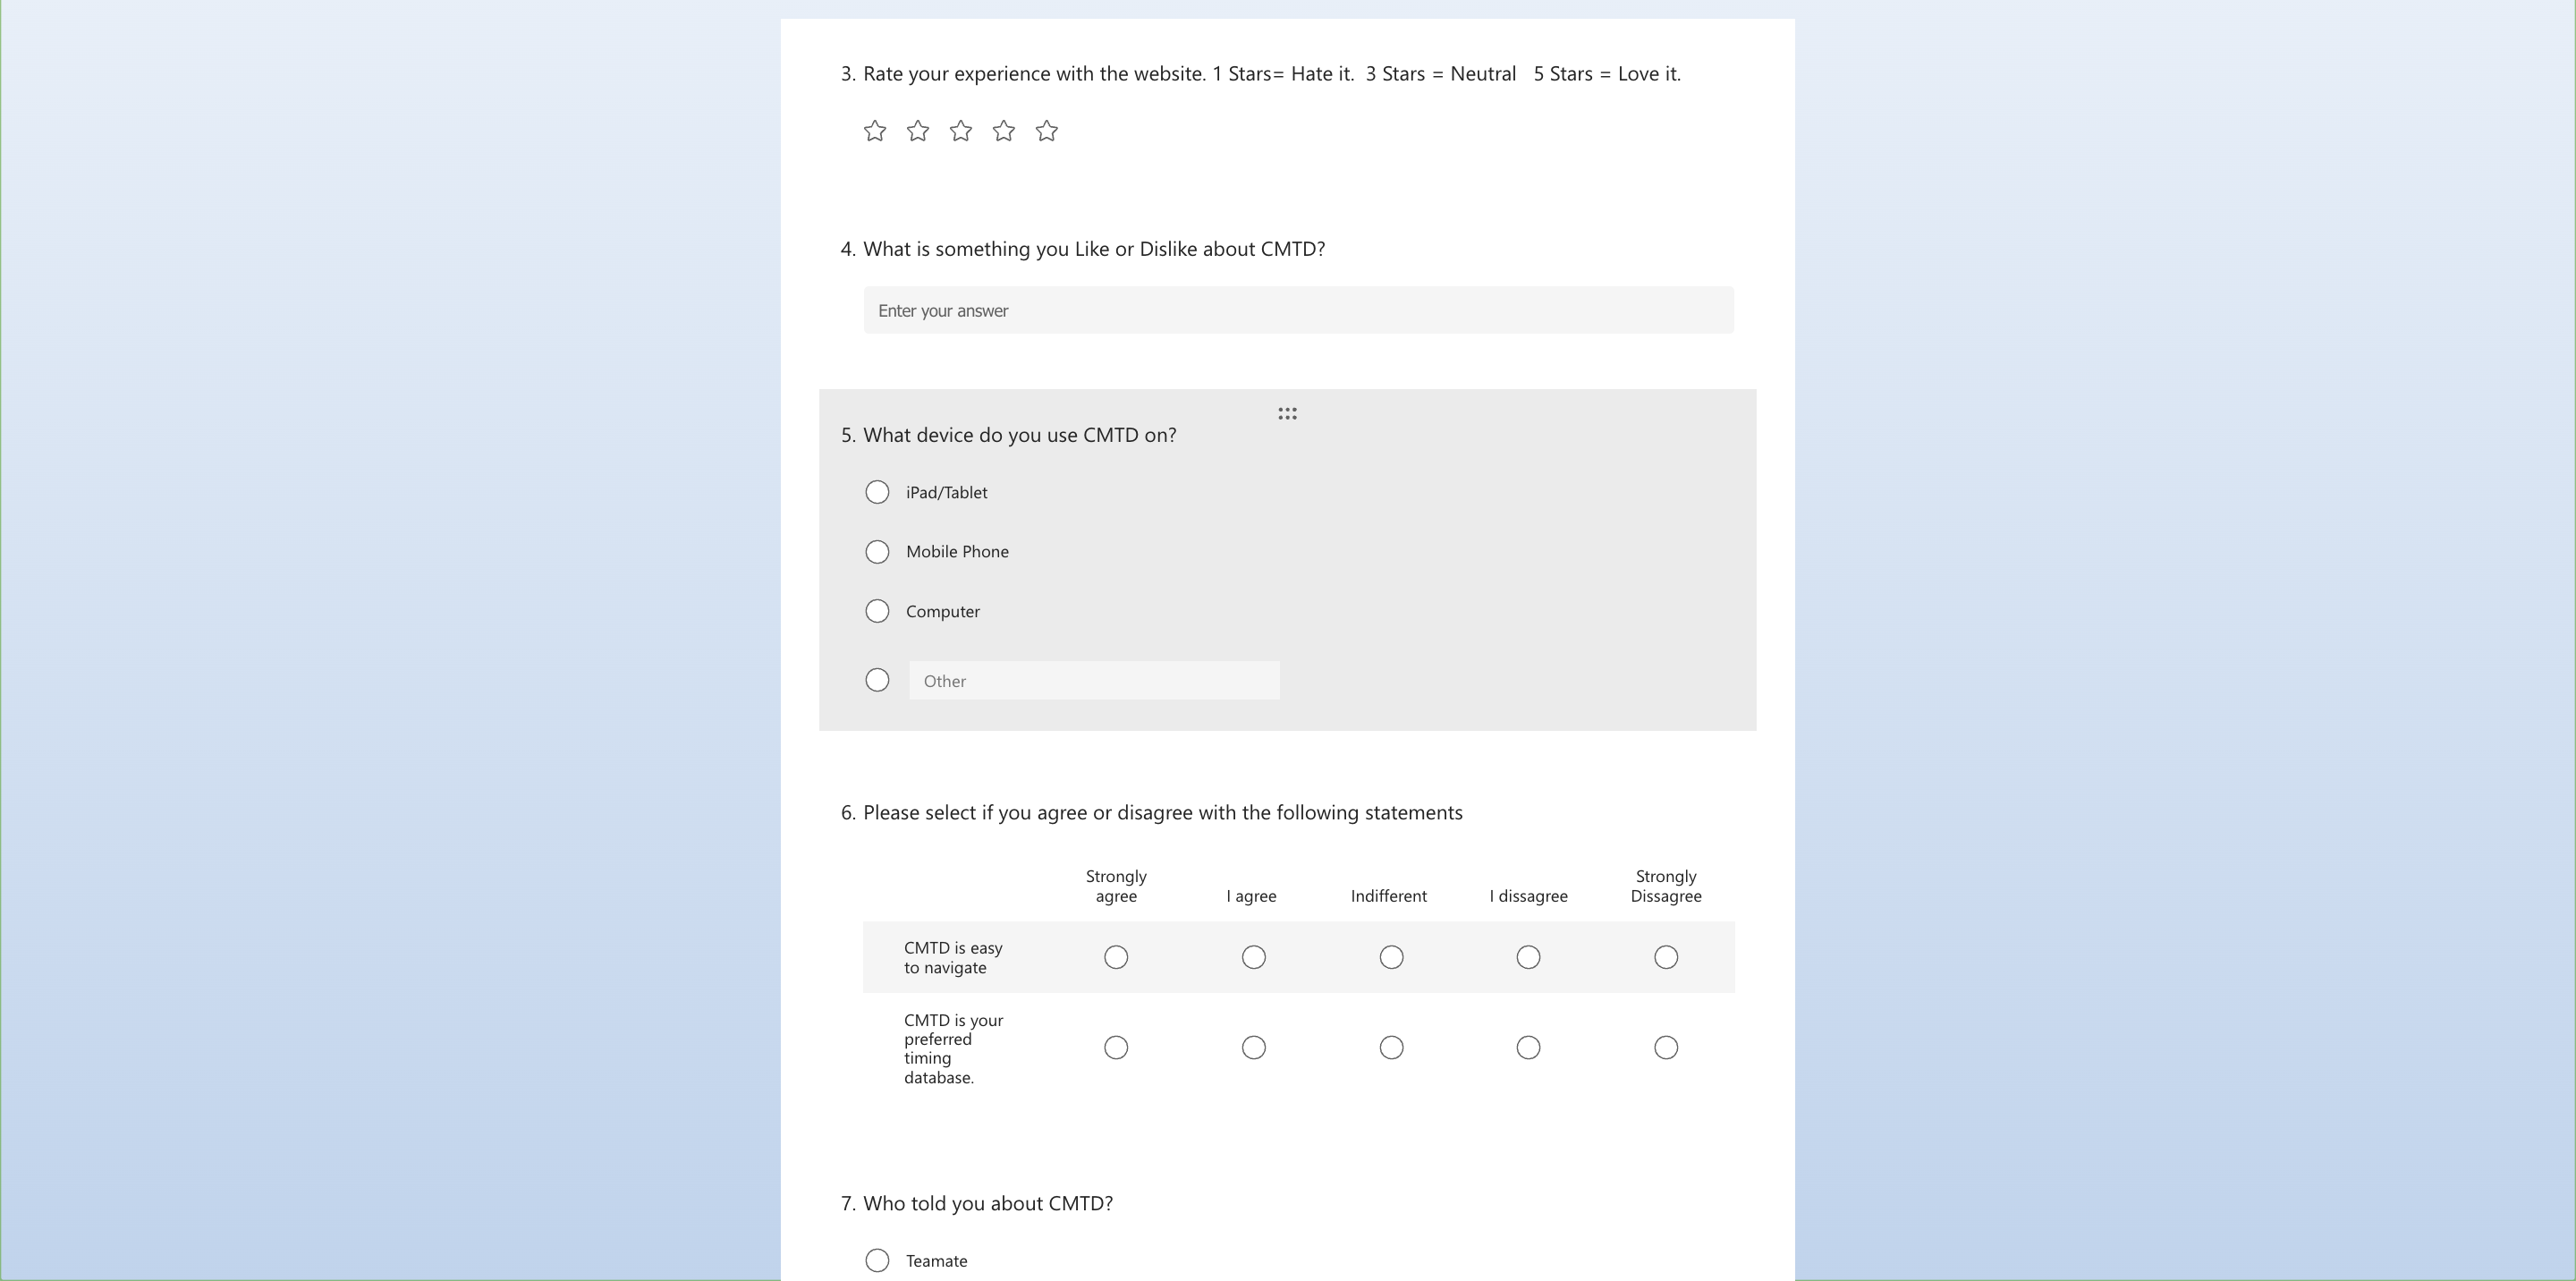 3. Rate your experience with the website. 1 Stars= Hate it.  3 Stars = Neutral   5 Stars = Love it.
4. What is something you Like or Dislike about CMTD?
Enter your answer
5. What device do you use CMTD on?
iPad/Tablet
Mobile Phone
Computer
Other
6. Please select if you agree or disagree with the following statements
Strongly
agree
I agree
Indifferent
I dissagree
Strongly
Dissagree
CMTD is easy
to navigate
CMTD is your
preferred
timing
database.
7. Who told you about CMTD?
Teamate